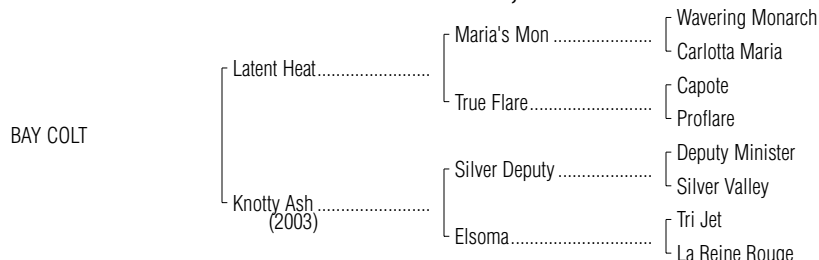 Wavering Monarch
Maria's Mon ......................
Carlotta Maria
Latent Heat........................
Capote
True Flare...........................
Proflare
BAY COLT
Deputy Minister
Silver Deputy .....................
Silver Valley
Knotty Ash ........................
(2003)
Tri Jet
Elsoma...............................
La Reine Rouge